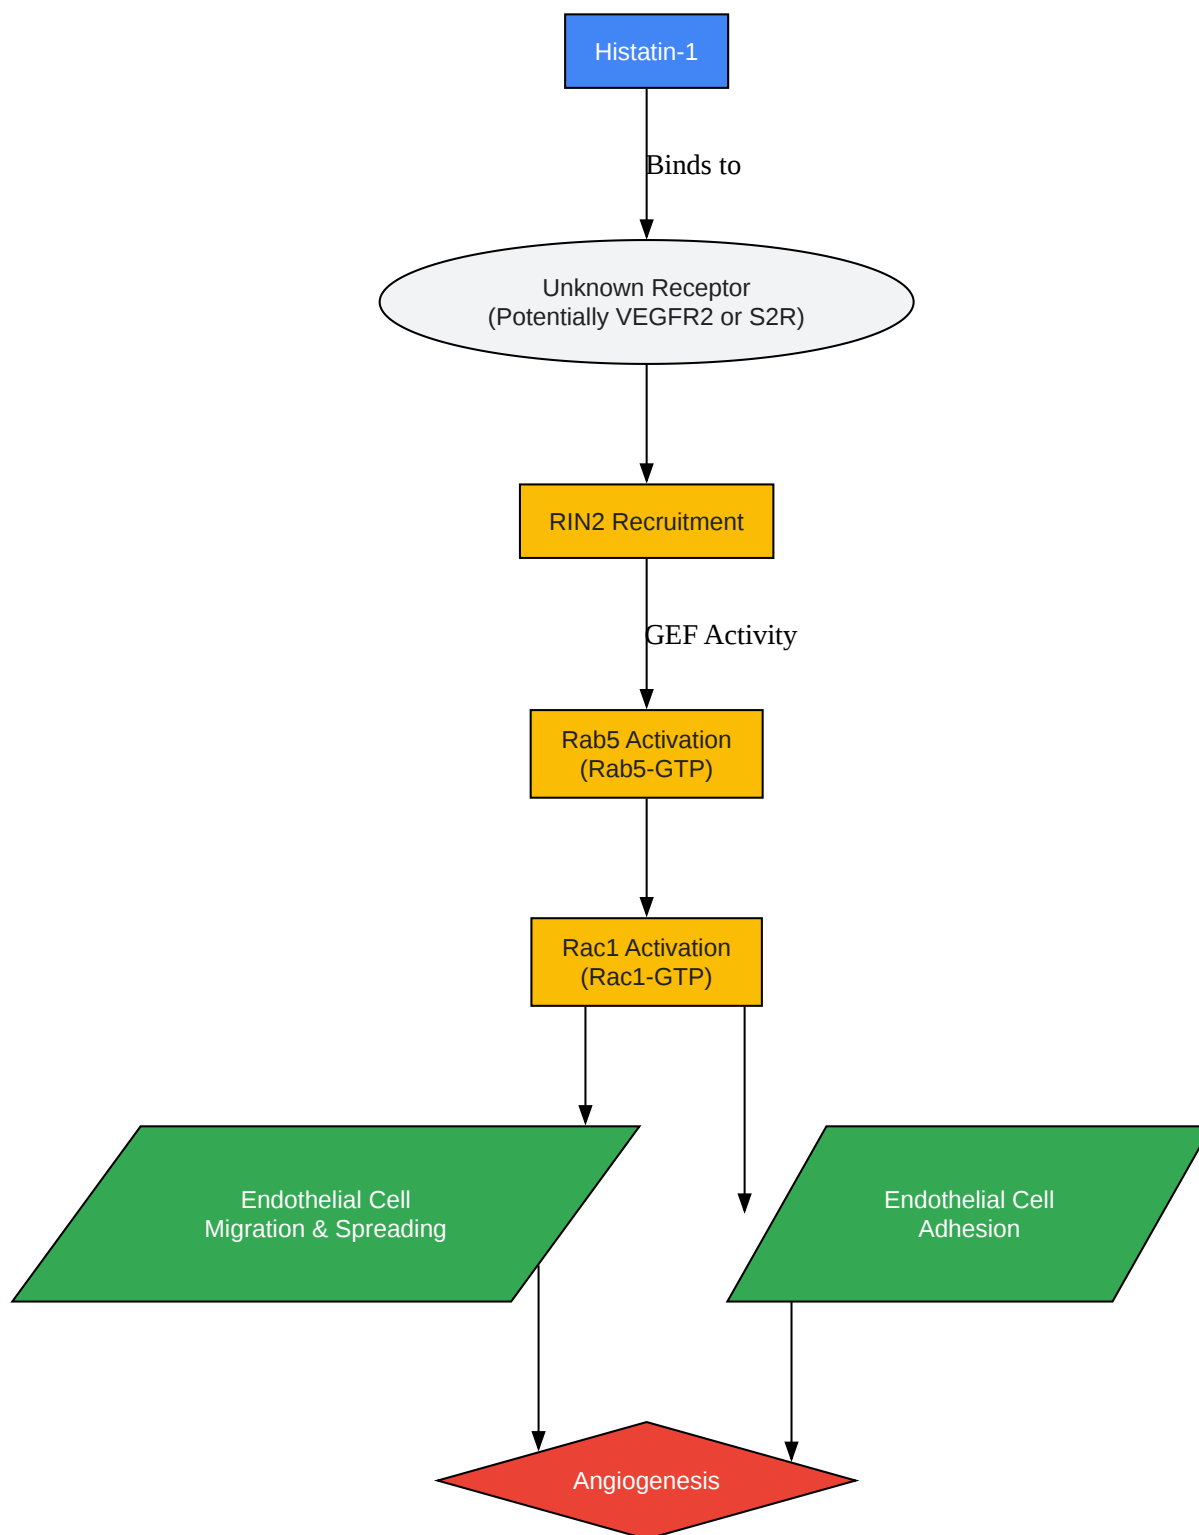 Histatin-1
Binds to
Unknown Receptor
(Potentially VEGFR2 or S2R)
RIN2 Recruitment
GEF Activity
Rab5 Activation
(Rab5-GTP)
Rac1 Activation
(Rac1-GTP)
Endothelial Cell
Migration & Spreading
Endothelial Cell
Adhesion
Angiogenesis